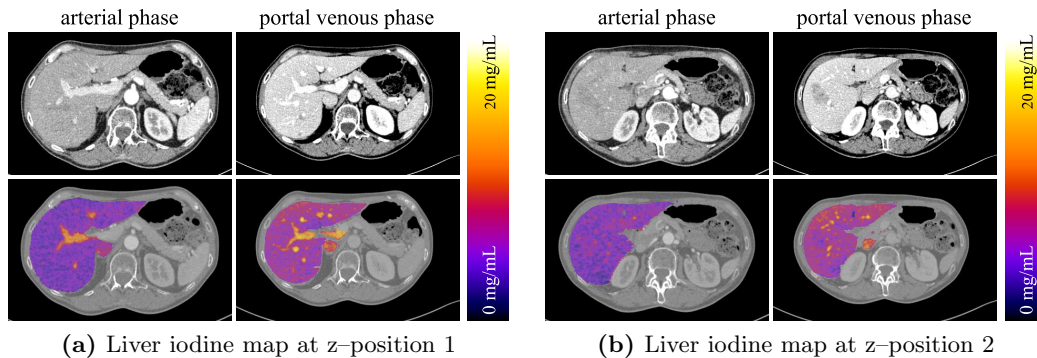 arterial phase
portal venous phase
20 mg/mL
0 mg/mL
(a) Liver iodine map at z–position 1
arterial phase
portal venous phase
20 mg/mL
0 mg/mL
(b) Liver iodine map at z–position 2